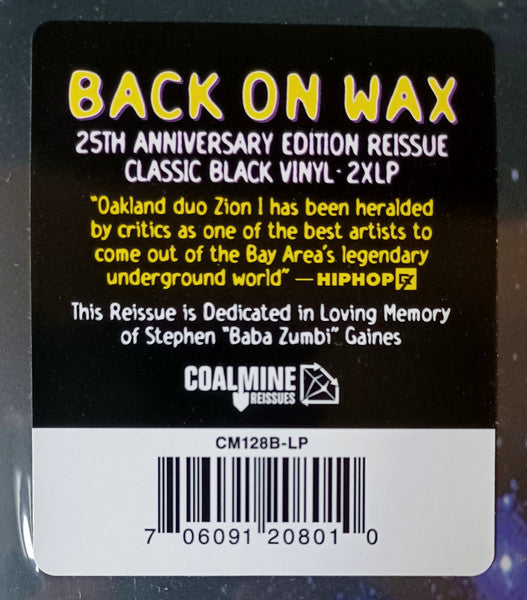 BACK ON WAX
25TH ANNIVERSARY EDITION REISSUE
CLASSIC BLACK VINYL · 2XLP
"Oakland duo Zion I has been heralded
by critics as one of the best artists to
come out of the Bay Area's legendary
underground world" — HIPHOPDX
This Reissue is Dedicated in Loving Memory
of Stephen "Baba Zumbi" Gaines
COALMINE
REISSUES
CM128B-LP
7 06091 20801 0